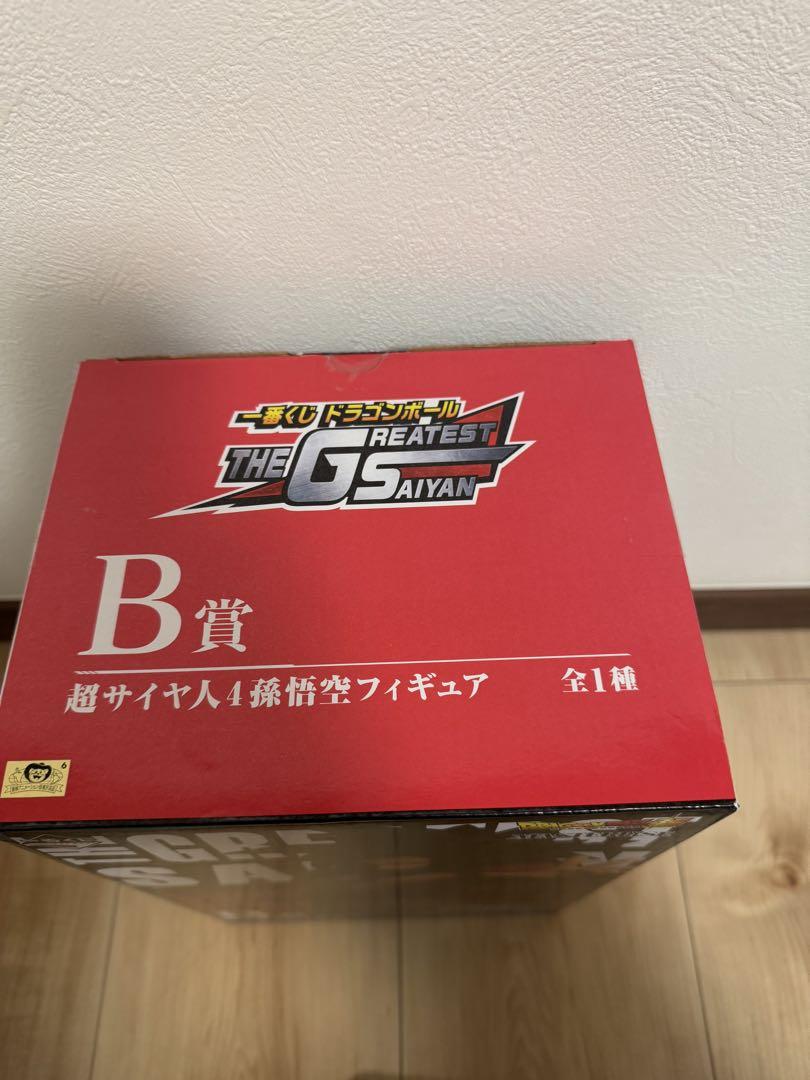 一番くじ ドラゴンボール
THE GREATEST
SAIYAN
B賞
超サイヤ人4孫悟空フィギュア 全1種
6